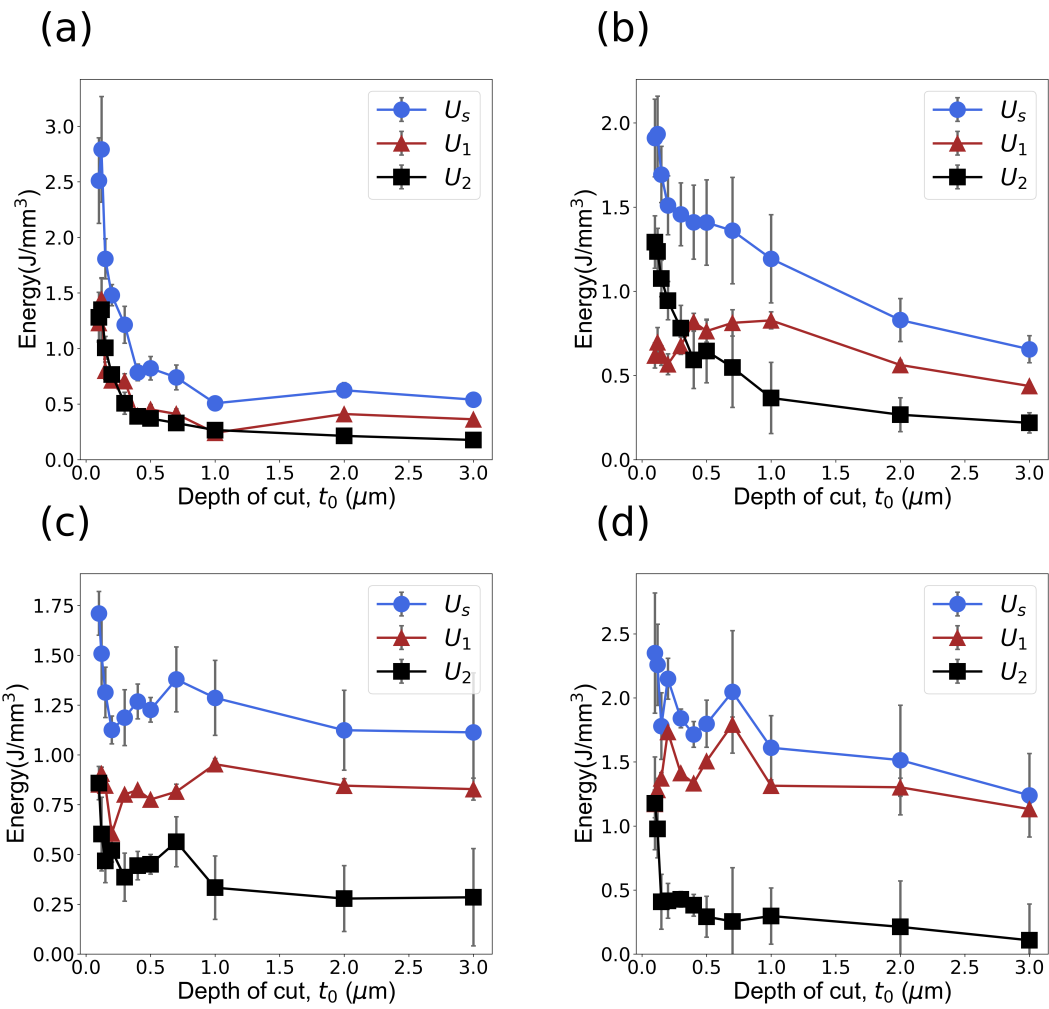 (a)
3.0
2.5
2.0
1.5
1.0
0.5
0.0
Energy(J/mm³)
U_s
U_1
U_2
0.0 0.5 1.0 1.5 2.0 2.5 3.0
Depth of cut, t_0 (μm)
(b)
2.0
1.5
1.0
0.5
0.0
Energy(J/mm³)
U_s
U_1
U_2
0.0 0.5 1.0 1.5 2.0 2.5 3.0
Depth of cut, t_0 (μm)
(c)
1.75
1.50
1.25
1.00
0.75
0.50
0.25
0.00
Energy(J/mm³)
U_s
U_1
U_2
0.0 0.5 1.0 1.5 2.0 2.5 3.0
Depth of cut, t_0 (μm)
(d)
2.5
2.0
1.5
1.0
0.5
0.0
Energy(J/mm³)
U_s
U_1
U_2
0.0 0.5 1.0 1.5 2.0 2.5 3.0
Depth of cut, t_0 (μm)